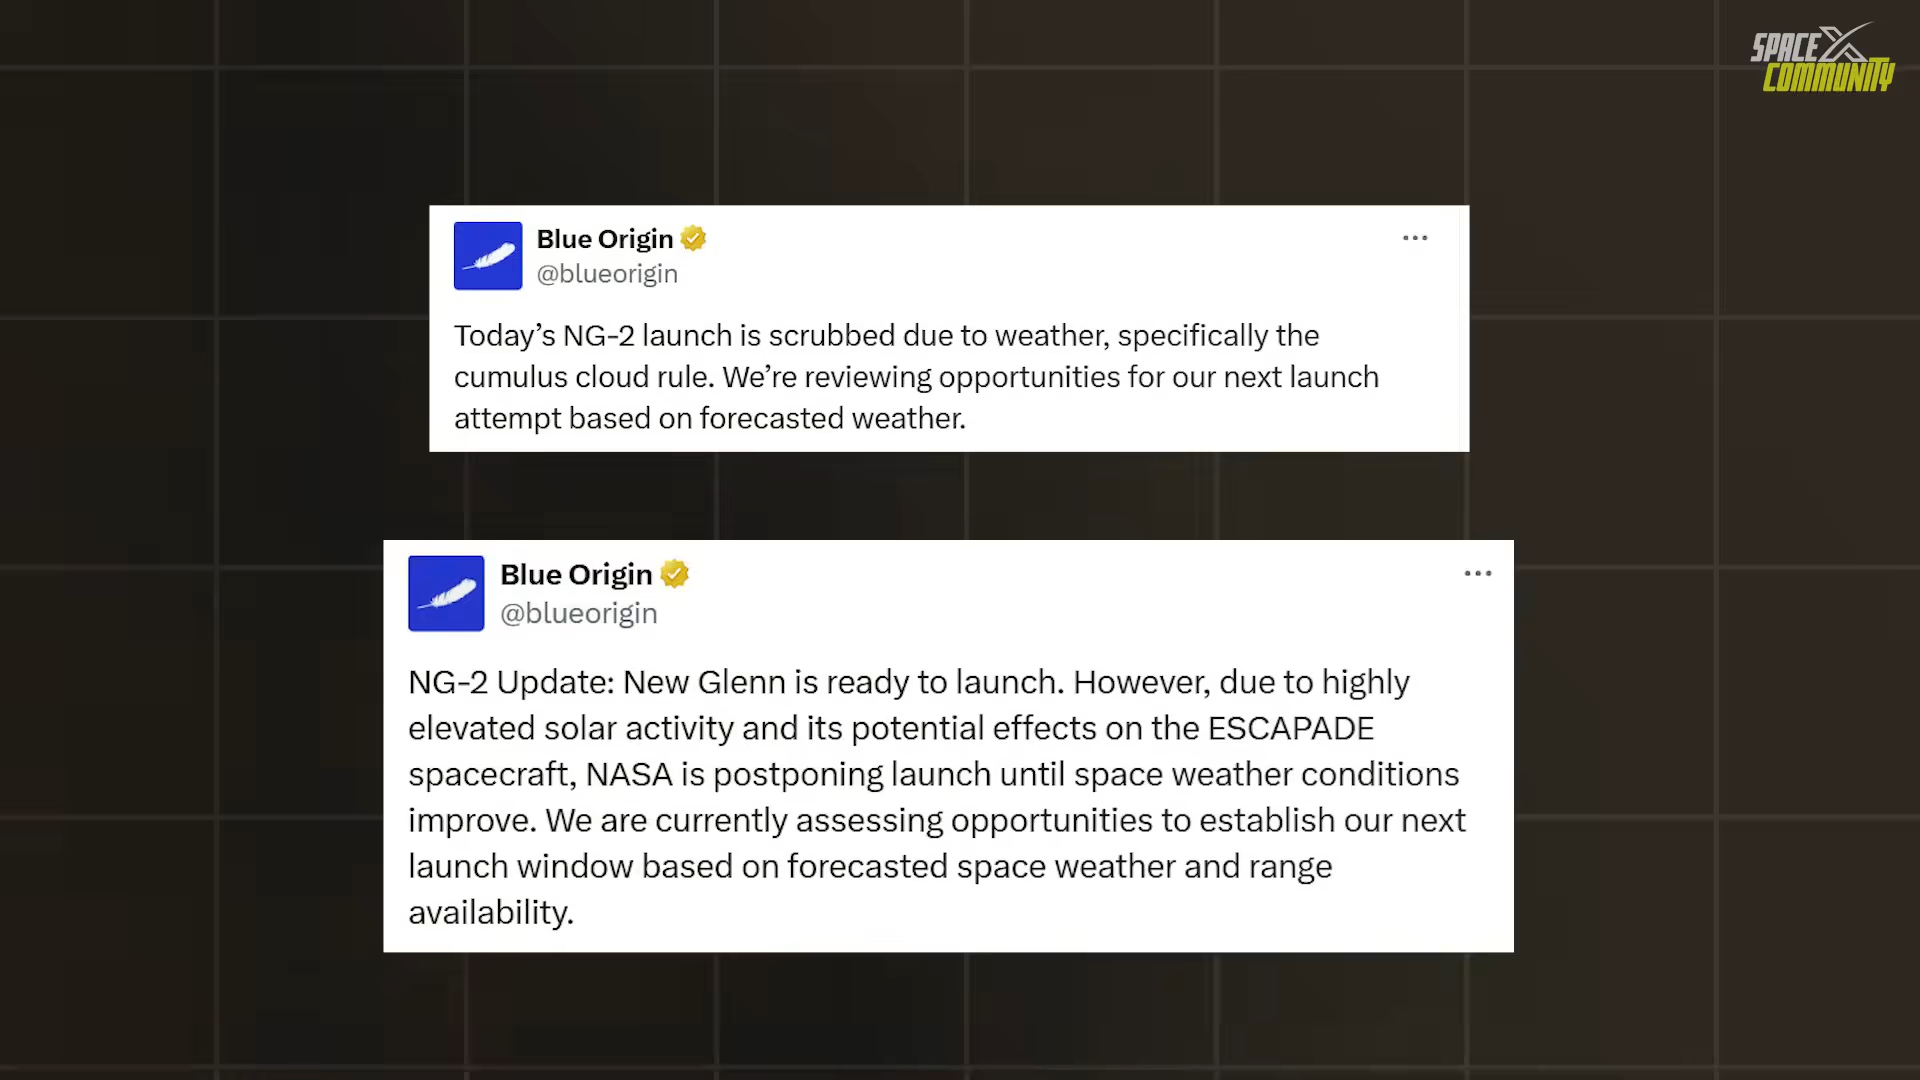 SPACEX
COMMUNITY
Blue Origin
@blueorigin
Today’s NG-2 launch is scrubbed due to weather, specifically the
cumulus cloud rule. We’re reviewing opportunities for our next launch
attempt based on forecasted weather.
Blue Origin
@blueorigin
NG-2 Update: New Glenn is ready to launch. However, due to highly
elevated solar activity and its potential effects on the ESCAPADE
spacecraft, NASA is postponing launch until space weather conditions
improve. We are currently assessing opportunities to establish our next
launch window based on forecasted space weather and range
availability.